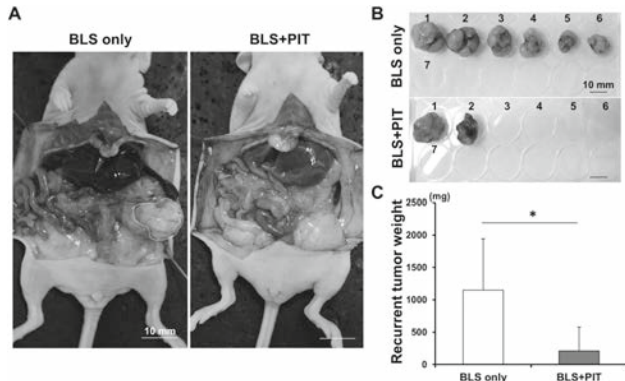 A
BLS only
BLS+PIT
10 mm
B
BLS only
1 2 3 4 5 6
7
10 mm
BLS+PIT
1 2 3 4 5 6
7
C
(mg)
Recurrent tumor weight
2500
2000
1500
1000
500
0
*
BLS only
BLS+PIT